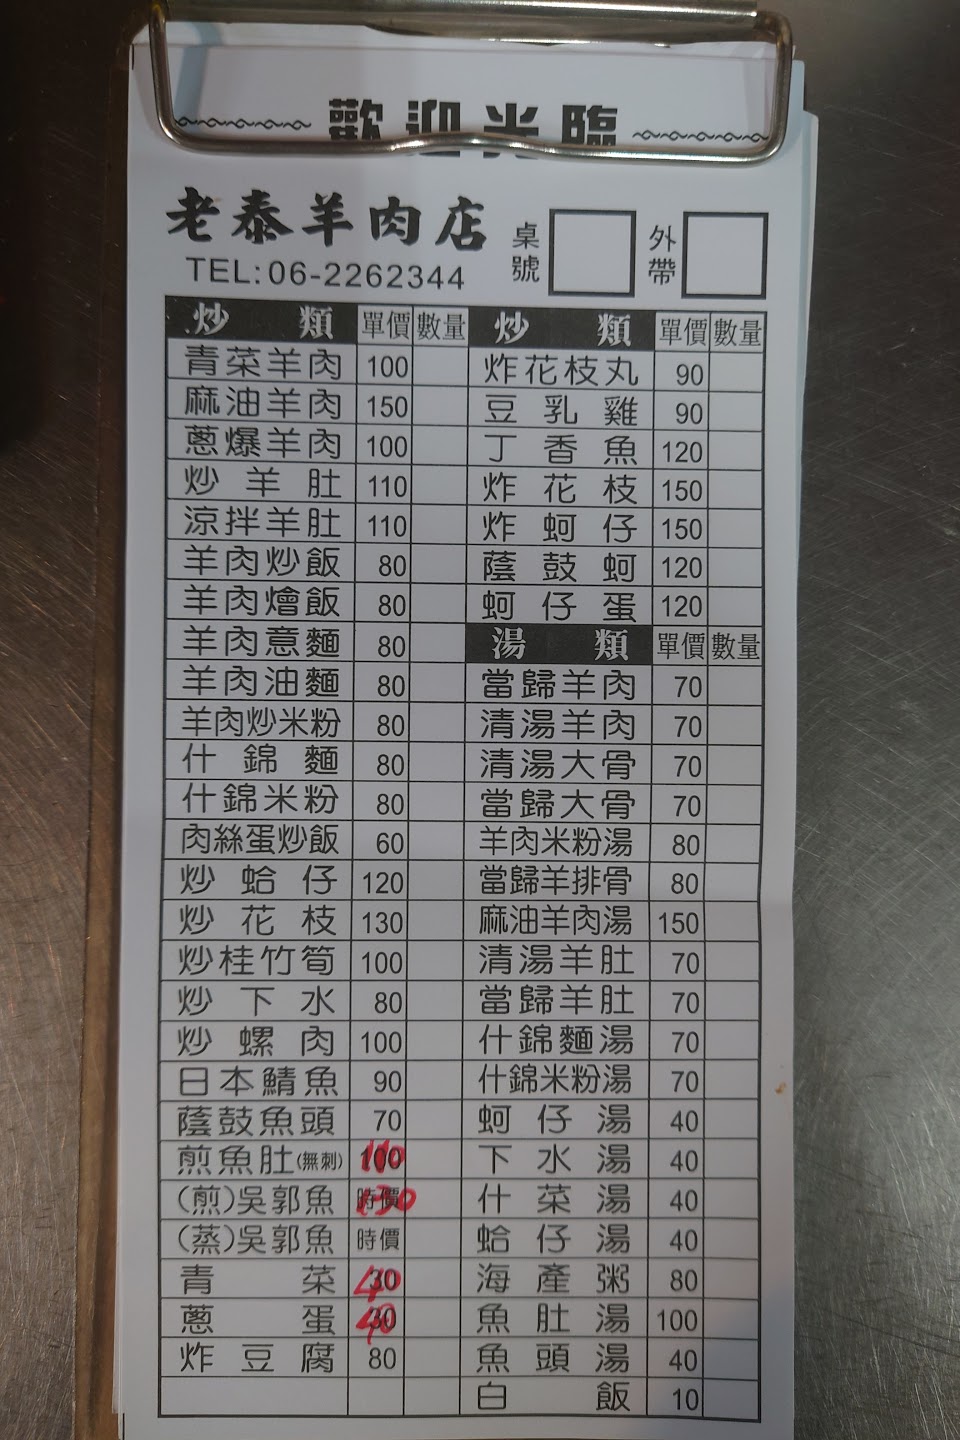 歡迎光臨
老泰羊肉店
TEL:06-2262344
桌號
外帶
炒類 單價 數量
青菜羊肉 100
麻油羊肉 150
蔥爆羊肉 100
炒羊肚 110
涼拌羊肚 110
羊肉炒飯 80
羊肉燴飯 80
羊肉意麵 80
羊肉油麵 80
羊肉炒米粉 80
什錦麵 80
什錦米粉 80
肉絲蛋炒飯 60
炒蛤仔 120
炒花枝 130
炒桂竹筍 100
炒下水 80
炒螺肉 100
日本鯖魚 90
蔭鼓魚頭 70
煎魚肚(無刺) 100 110
(煎)吳郭魚 時價 130
(蒸)吳郭魚 時價
青菜 30 40
蔥蛋 30 40
炸豆腐 80
炒類 單價 數量
炸花枝丸 90
豆乳雞 90
丁香魚 120
炸花枝 150
炸蚵仔 150
蔭鼓蚵 120
蚵仔蛋 120
湯類 單價 數量
當歸羊肉 70
清湯羊肉 70
清湯大骨 70
當歸大骨 70
羊肉米粉湯 80
當歸羊排骨 80
麻油羊肉湯 150
清湯羊肚 70
當歸羊肚 70
什錦麵湯 70
什錦米粉湯 70
蚵仔湯 40
下水湯 40
什菜湯 40
蛤仔湯 40
海產粥 80
魚肚湯 100
魚頭湯 40
白飯 10